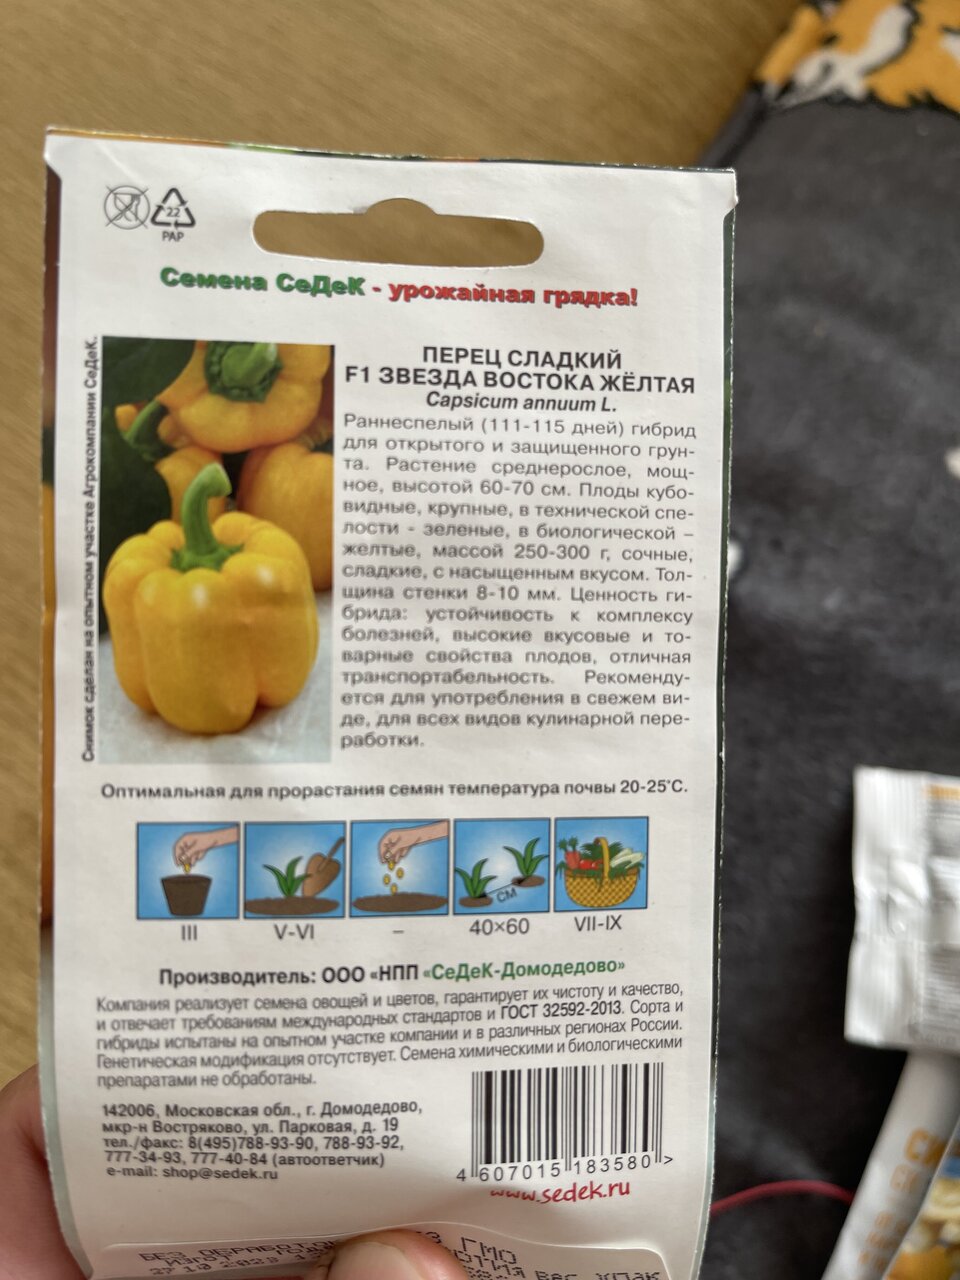 22
PAP
Семена СеДеК - урожайная грядка!
Снимок сделан на опытном участке Агрокомпании СеДеК.
ПЕРЕЦ СЛАДКИЙ
F1 ЗВЕЗДА ВОСТОКА ЖЁЛТАЯ
Capsicum annuum L.
Раннеспелый (111-115 дней) гибрид
для открытого и защищенного грун-
та. Растение среднерослое, мощ-
ное, высотой 60-70 см. Плоды кубо-
видные, крупные, в технической спе-
лости - зеленые, в биологической –
желтые, массой 250-300 г, сочные,
сладкие, с насыщенным вкусом. Тол-
щина стенки 8-10 мм. Ценность ги-
брида: устойчивость к комплексу
болезней, высокие вкусовые и то-
варные свойства плодов, отличная
транспортабельность. Рекоменду-
ется для употребления в свежем ви-
де, для всех видов кулинарной пере-
работки.
Оптимальная для прорастания семян температура почвы 20-25°С.
СМ
III V-VI – 40×60 VII-IX
Производитель: ООО «НПП «СеДеК-Домодедово»
Компания реализует семена овощей и цветов, гарантирует их чистоту и качество,
и отвечает требованиям международных стандартов и ГОСТ 32592-2013. Сорта и
гибриды испытаны на опытном участке компании и в различных регионах России.
Генетическая модификация отсутствует. Семена химическими и биологическими
препаратами не обработаны.
142006, Московская обл., г. Домодедово,
мкр-н Востряково, ул. Парковая, д. 19
тел./факс: 8(495)788-93-90, 788-93-92,
777-34-93, 777-40-84 (автоответчик)
e-mail: shop@sedek.ru
4 607015 183580 >
www.sedek.ru
БЕЗ ГМО